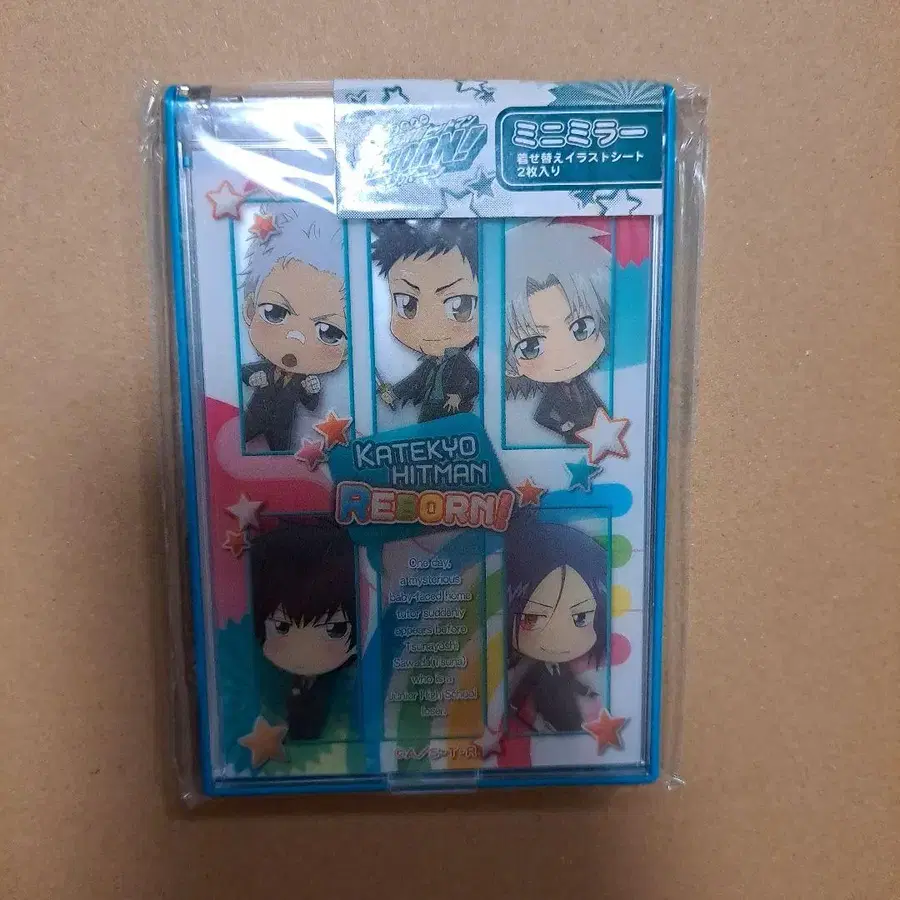 ORN!
ミニミラー
着せ替えイラストシート
2枚入り
KATEKYO
HITMAN
REBORN!
One day,
a mysterious
baby-faced home
tutor suddenly
appears before
Tsunayoshi
Sawada(Tsuna)
who is a
Junior High School
loser.